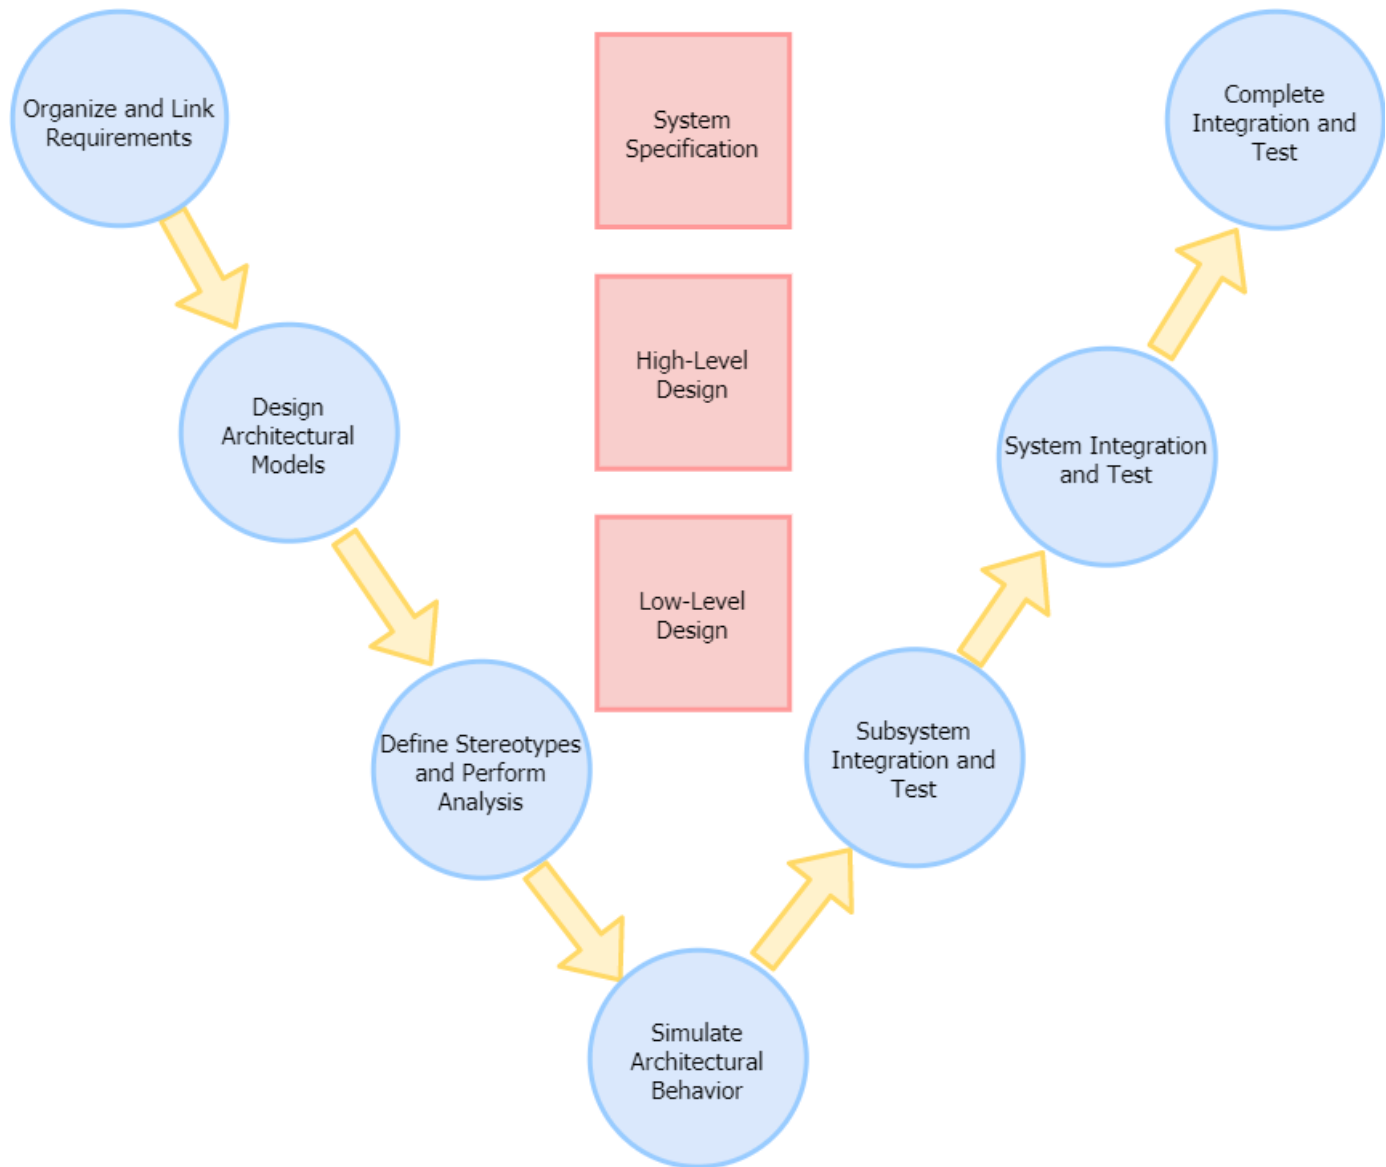 Organize and Link
Requirements
System
Specification
Complete
Integration and
Test
High-Level
Design
Design
Architectural
Models
System Integration
and Test
Low-Level
Design
Define Stereotypes
and Perform
Analysis
Subsystem
Integration and
Test
Simulate
Architectural
Behavior